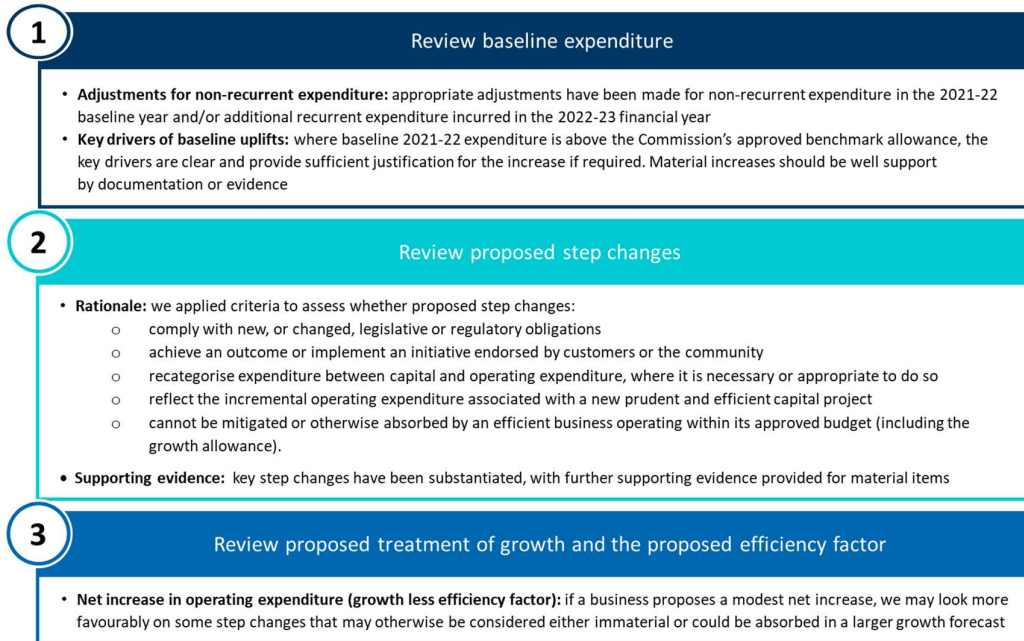 1
Review baseline expenditure
• Adjustments for non-recurrent expenditure: appropriate adjustments have been made for non-recurrent expenditure in the 2021-22
baseline year and/or additional recurrent expenditure incurred in the 2022-23 financial year
• Key drivers of baseline uplifts: where baseline 2021-22 expenditure is above the Commission’s approved benchmark allowance, the
key drivers are clear and provide sufficient justification for the increase if required. Material increases should be well support
by documentation or evidence
2
Review proposed step changes
• Rationale: we applied criteria to assess whether proposed step changes:
o comply with new, or changed, legislative or regulatory obligations
o achieve an outcome or implement an initiative endorsed by customers or the community
o recategorise expenditure between capital and operating expenditure, where it is necessary or appropriate to do so
o reflect the incremental operating expenditure associated with a new prudent and efficient capital project
o cannot be mitigated or otherwise absorbed by an efficient business operating within its approved budget (including the
growth allowance).
• Supporting evidence: key step changes have been substantiated, with further supporting evidence provided for material items
3
Review proposed treatment of growth and the proposed efficiency factor
• Net increase in operating expenditure (growth less efficiency factor): if a business proposes a modest net increase, we may look more
favourably on some step changes that may otherwise be considered either immaterial or could be absorbed in a larger growth forecast